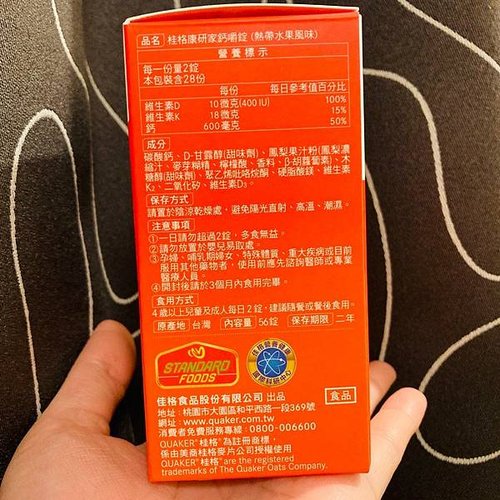 品名 桂格康研家鈣嚼錠 (熱帶水果風味)
營養標示
每一份量2錠
本包裝含28份
每份 每日參考值百分比
維生素D 10微克(400 IU) 100%
維生素K 18微克 15%
鈣 600毫克 50%
成分
碳酸鈣、D-甘露醇(甜味劑)、鳳梨果汁粉(鳳梨濃
縮汁、麥芽糊精、檸檬酸、香料、β-胡蘿蔔素)、木
糖醇(甜味劑)、聚乙烯吡咯烷酮、硬脂酸鎂、維生素
K₂、二氧化矽、維生素D₃。
保存方式
請置於陰涼乾燥處，避免陽光直射、高溫、潮濕。
注意事項
①一日請勿超過2錠，多食無益。
②請勿放置於嬰兒易取處。
③孕婦、哺乳期婦女、特殊體質、重大疾病或目前
服用其他藥物者，使用前應先諮詢醫師或專業
醫療人員。
④開封後請於3個月內食用完畢。
食用方式
4歲以上兒童及成人每日2錠，建議隨餐或餐後食用。
原產地 台灣 內容量 56錠 保存期限 二年
STANDARD
FOODS
桂格營養健康
國際科研中心
食品
佳格食品股份有限公司 出品
地址：桃園市大園區和平西路一段369號
網址：www.quaker.com.tw
消費者免費服務專線：0800-006600
QUAKER 桂格® 為註冊商標，
係由美商桂格麥片公司授權使用
QUAKER 桂格® are the registered
trademarks of The Quaker Oats Company.